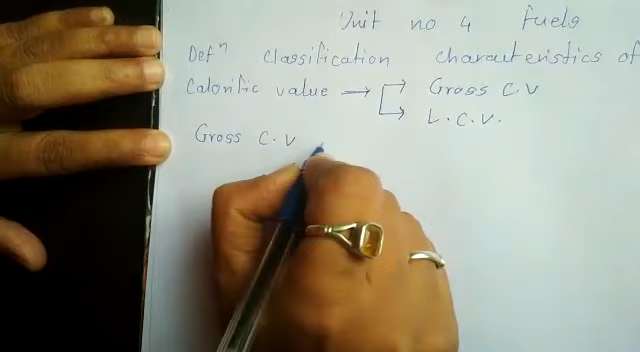 Unit no 4 fuels
Defⁿ classification characteristics of
Calorific value → Gross C.V
L.C.V.
Gross C.V